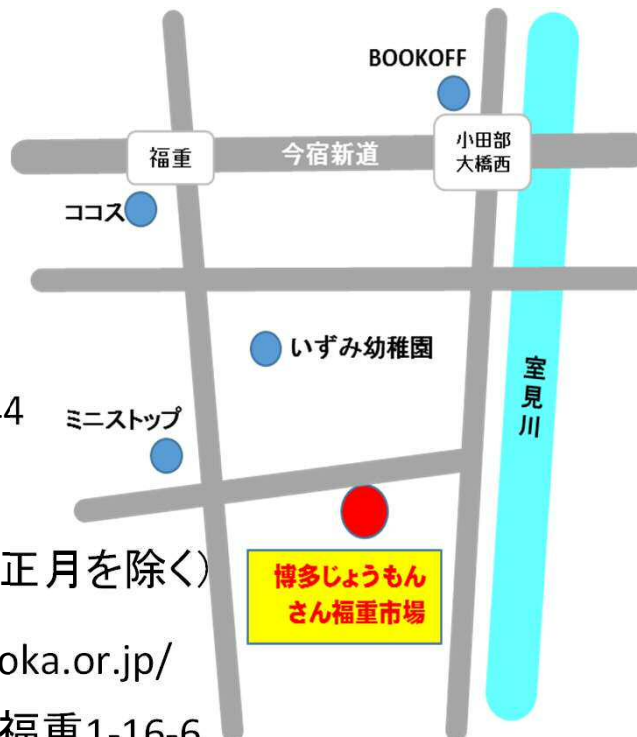 BOOKOFF
福重
今宿新道
小田部
大橋西
ココス
いずみ幼稚園
室見川
4
ミニストップ
正月を除く）
博多じょうもん
さん福重市場
oka.or.jp/
福重1-16-6